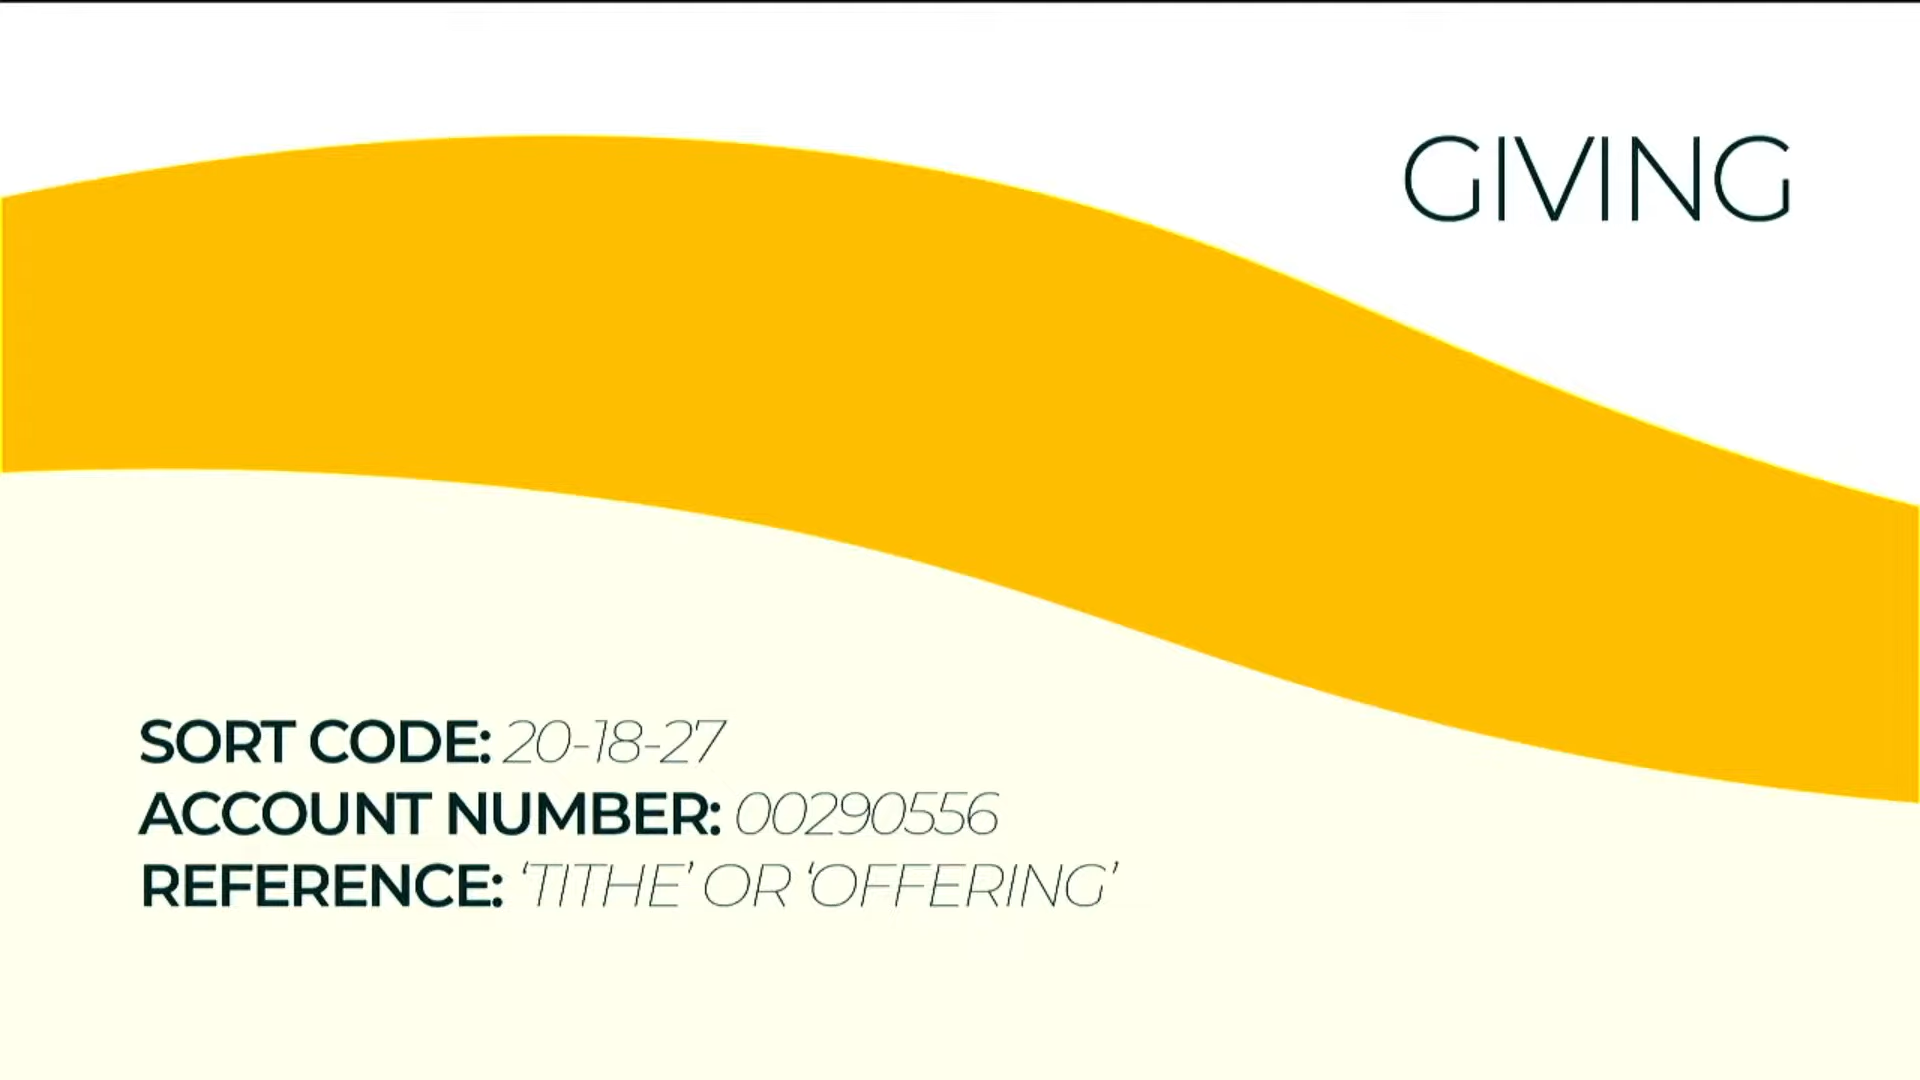 GIVING
SORT CODE: 20-18-27
ACCOUNT NUMBER: 00290556
REFERENCE: ‘TITHE’ OR ‘OFFERING’